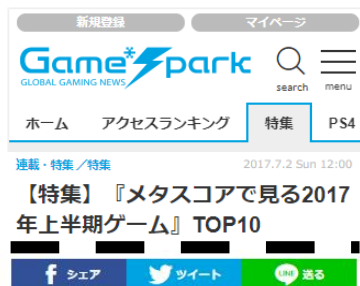 新規登録
マイページ
Game*Spark
GLOBAL GAMING NEWS
search
menu
ホーム
アクセスランキング
特集
PS4
連載・特集／特集
2017.7.2 Sun 12:00
【特集】『メタスコアで見る2017
年上半期ゲーム』TOP10
f シェア
ツイート
LINE 送る